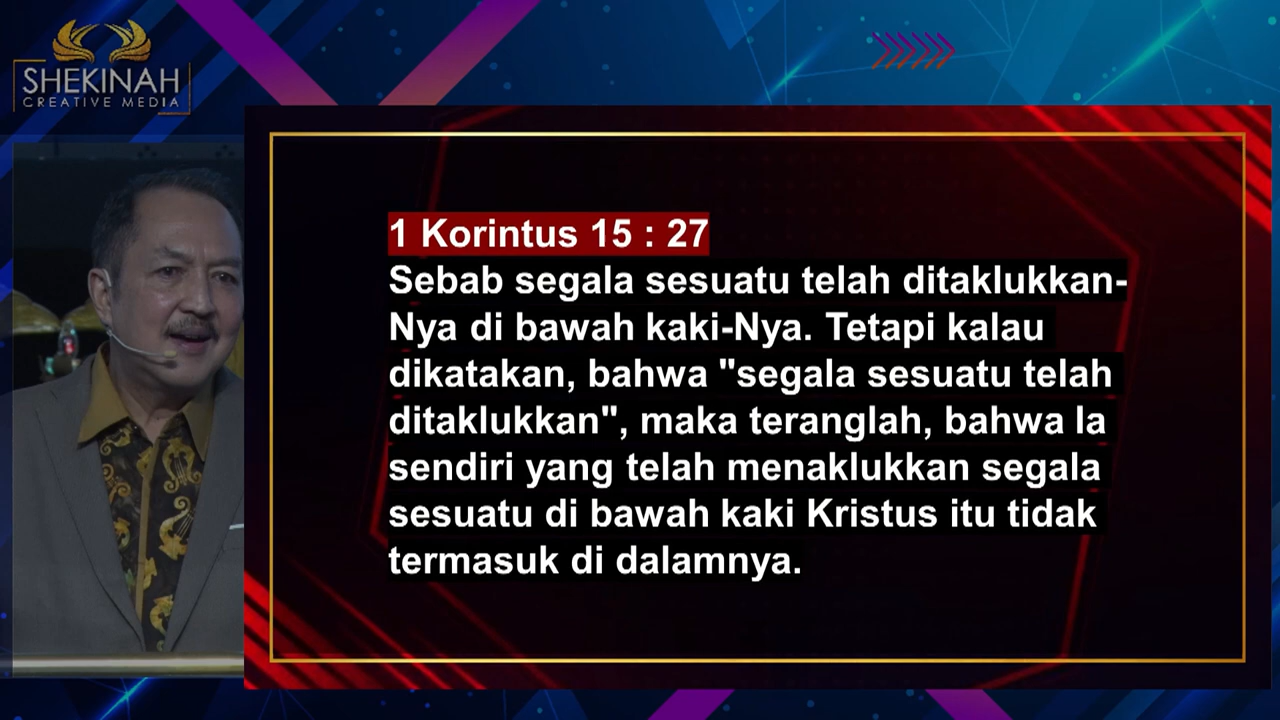 SHEKINAH
CREATIVE MEDIA
1 Korintus 15 : 27
Sebab segala sesuatu telah ditaklukkan-
Nya di bawah kaki-Nya. Tetapi kalau
dikatakan, bahwa "segala sesuatu telah
ditaklukkan", maka teranglah, bahwa Ia
sendiri yang telah menaklukkan segala
sesuatu di bawah kaki Kristus itu tidak
termasuk di dalamnya.